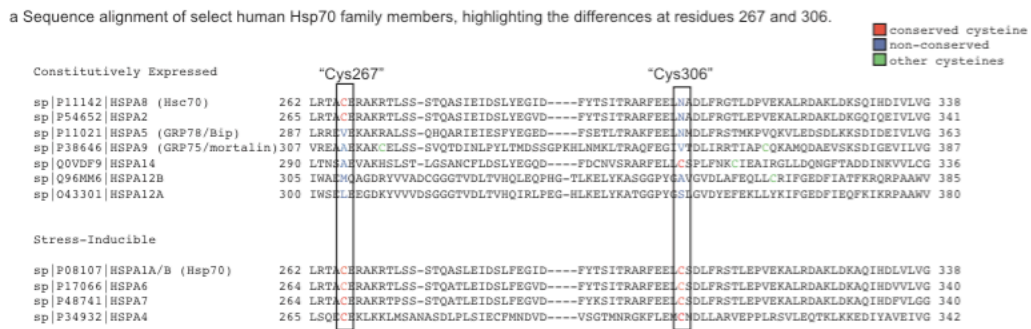 a Sequence alignment of select human Hsp70 family members, highlighting the differences at residues 267 and 306.
conserved cysteine
non-conserved
other cysteines
Constitutively Expressed
"Cys267"
"Cys306"
sp|P11142|HSPA8 (Hsc70) 262 LRTACERAKRTLSS-STQASIEIDSLYEGID----FYTSITRARFEELNADLFRGTLDPVEKALRDAKLDKSQIHDIVLVG 338
sp|P54652|HSPA2 265 LRTACERAKRTLSS-STQASIEIDSLYEGVD----FYTSITRARFEELNADLFRGTLEPVEKALRDAKLDKGQIQEIVLVG 341
sp|P11021|HSPA5 (GRP78/Bip) 287 LRREVEKAKRALSS-QHQARIEIESFYEGED----FSETLTRAKFEELNMDLFRSTMKPVQKVLEDSDLKKSDIDEIVLVG 363
sp|P38646|HSPA9 (GRP75/mortalin) 307 VREAAEKAKCELSS-SVQTDINLPYLTMDSSGPKHLNMKLTRAQFEGIVTDLIRRTIAPCQKAMQDAEVSKSDIGEVILVG 387
sp|Q0VDF9|HSPA14 290 LTNSAEVAKHSLST-LGSANCFLDSLYEGQD----FDCNVSRARFELLCSPLFNKCIEAIRGLLDQNGFTADDINKVVLCG 336
sp|Q96MM6|HSPA12B 305 IWAEMQAGDRYVVADCGGGTVDLTVHQLEQPHG-TLKELYKASGGPYGAVGVDLAFEQLLCRIFGEDFIATFKRQRPAAWV 385
sp|O43301|HSPA12A 300 IWSELEEGDKYVVVDSGGGTVDLTVHQIRLPEG-HLKELYKATGGPYGSLGVDYEFEKLLYKIFGEDFIEQFKIKRPAAWV 380
Stress-Inducible
sp|P08107|HSPA1A/B (Hsp70) 262 LRTACERAKRTLSS-STQASLEIDSLFEGID----FYTSITRARFEELCSDLFRSTLEPVEKALRDAKLDKAQIHDLVLVG 338
sp|P17066|HSPA6 264 LRTACERAKRTLSS-STQATLEIDSLFEGVD----FYTSITRARFEELCSDLFRSTLEPVEKALRDAKLDKAQIHDVVLVG 340
sp|P48741|HSPA7 264 LRTACERAKRTPSS-STQATLEIDSLFEGVD----FYKSITRARFEELCSDLFRSTLEPVEKALRDAKLDKAQIHDFVLGG 340
sp|P34932|HSPA4 265 LSQECEKLKKLMSANASDLPLSIECFMNDVD----VSGTMNRGKFLEMCNDLLARVEPPLRSVLEQTKLKKEDIYAVEIVG 342